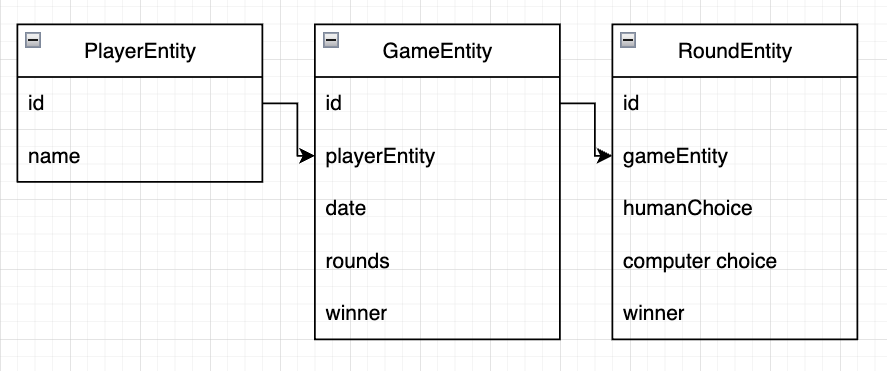 PlayerEntity
id
name
GameEntity
id
playerEntity
date
rounds
winner
RoundEntity
id
gameEntity
humanChoice
computer choice
winner